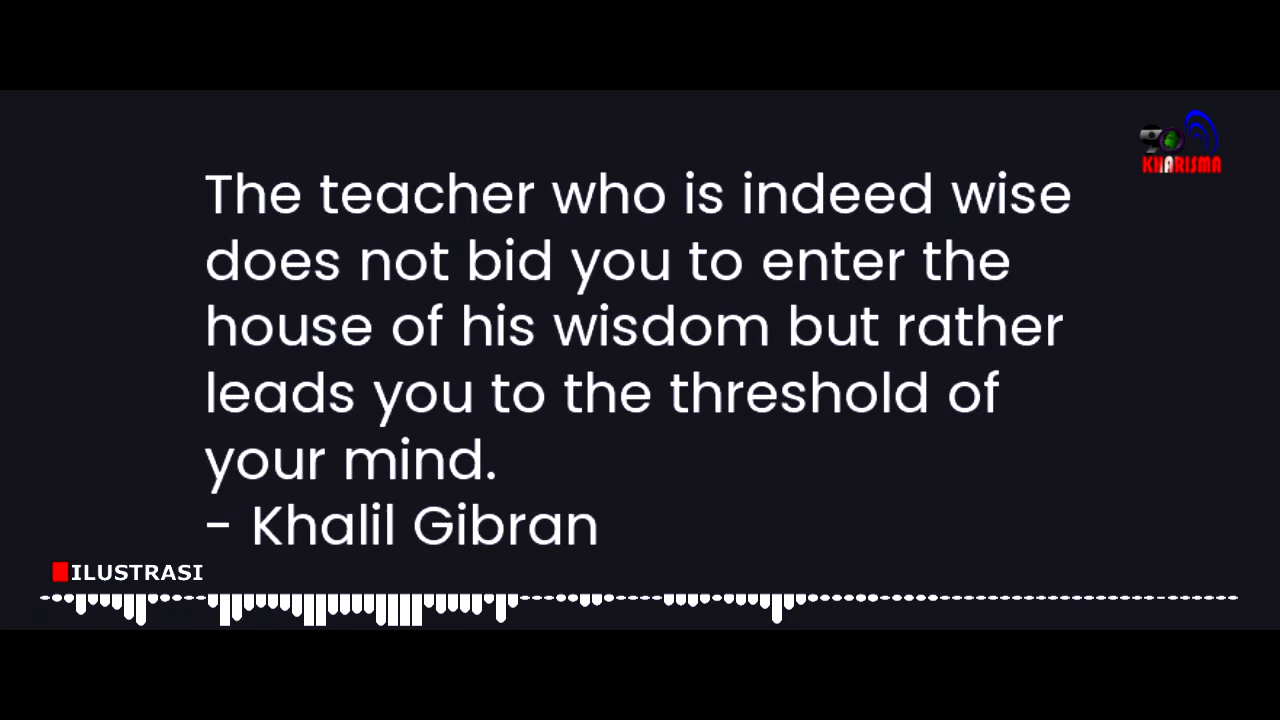 KHARISMA
The teacher who is indeed wise
does not bid you to enter the
house of his wisdom but rather
leads you to the threshold of
your mind.
- Khalil Gibran
ILUSTRASI